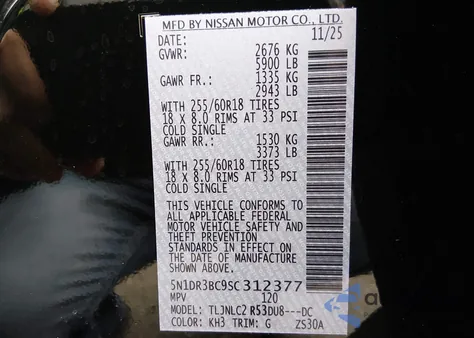 MFD BY NISSAN MOTOR CO., LTD.
DATE: 11/25
GVWR: 2676 KG
5900 LB
GAWR FR.: 1335 KG
2943 LB
WITH 255/60R18 TIRES
18 X 8.0 RIMS AT 33 PSI
COLD SINGLE
GAWR RR.: 1530 KG
3373 LB
WITH 255/60R18 TIRES
18 X 8.0 RIMS AT 33 PSI
COLD SINGLE
THIS VEHICLE CONFORMS TO
ALL APPLICABLE FEDERAL
MOTOR VEHICLE SAFETY AND
THEFT PREVENTION
STANDARDS IN EFFECT ON
THE DATE OF MANUFACTURE
SHOWN ABOVE.
5N1DR3BC9SC312377
MPV 120
MODEL: TLJNLC2 R53DU8---DC
COLOR: KH3 TRIM: G ZS30A